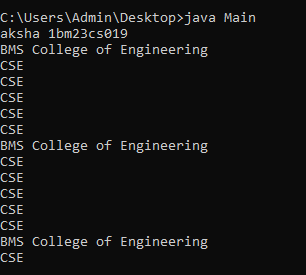 C:\Users\Admin\Desktop>java Main
aksha 1bm23cs019
BMS College of Engineering
CSE
CSE
CSE
CSE
CSE
BMS College of Engineering
CSE
CSE
CSE
CSE
CSE
BMS College of Engineering
CSE